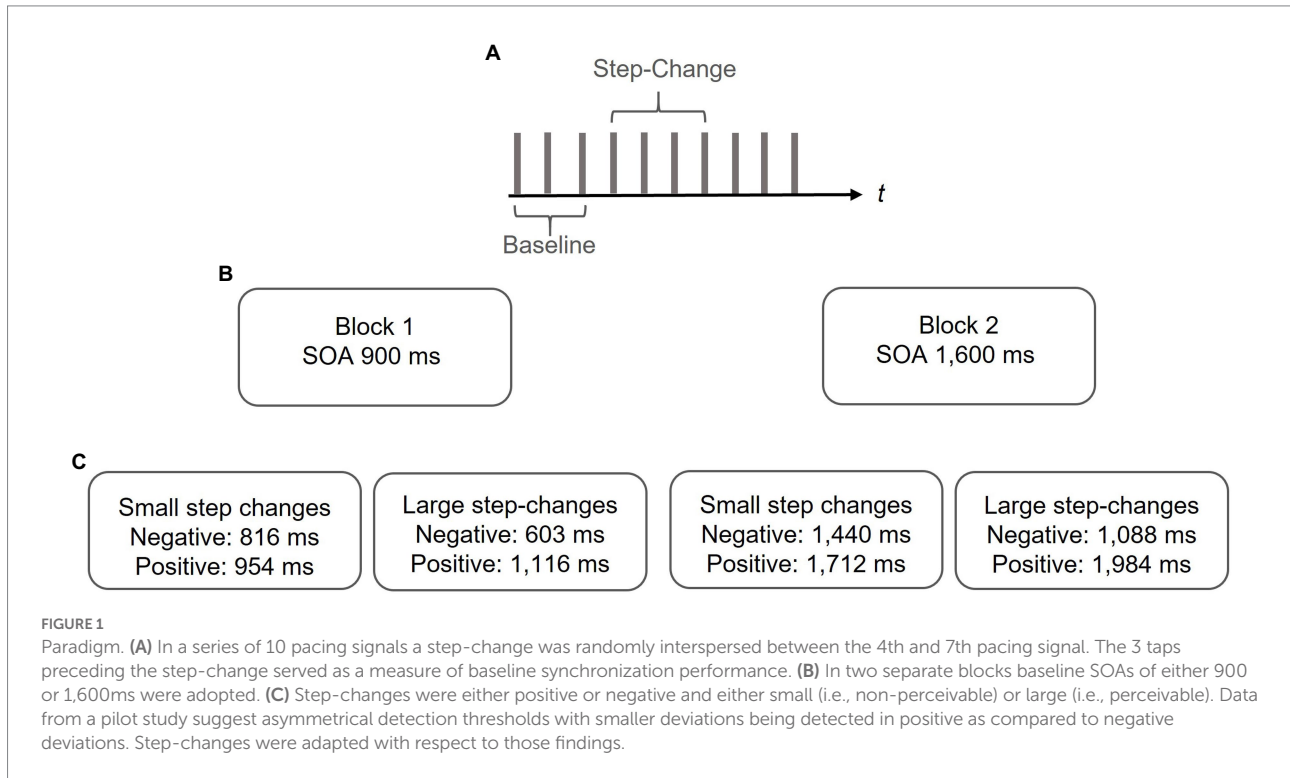 A
Step-Change
t
Baseline
B
Block 1
SOA 900 ms
Block 2
SOA 1,600 ms
C
Small step changes
Negative: 816 ms
Positive: 954 ms
Large step-changes
Negative: 603 ms
Positive: 1,116 ms
Small step changes
Negative: 1,440 ms
Positive: 1,712 ms
Large step-changes
Negative: 1,088 ms
Positive: 1,984 ms
FIGURE 1
Paradigm. (A) In a series of 10 pacing signals a step-change was randomly interspersed between the 4th and 7th pacing signal. The 3 taps
preceding the step-change served as a measure of baseline synchronization performance. (B) In two separate blocks baseline SOAs of either 900
or 1,600ms were adopted. (C) Step-changes were either positive or negative and either small (i.e., non-perceivable) or large (i.e., perceivable). Data
from a pilot study suggest asymmetrical detection thresholds with smaller deviations being detected in positive as compared to negative
deviations. Step-changes were adapted with respect to those findings.